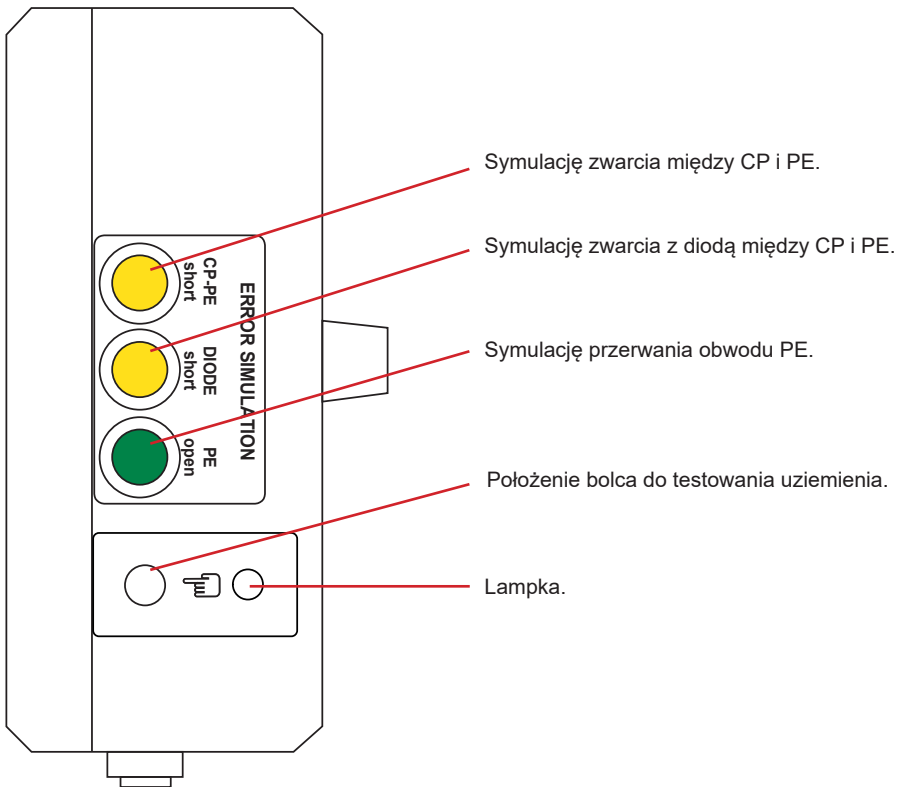 Symulację zwarcia między CP i PE.
Symulację zwarcia z diodą między CP i PE.
Symulację przerwania obwodu PE.
Położenie bolca do testowania uziemienia.
Lampka.
ERROR SIMULATION
CP-PE
short
DIODE
short
PE
open